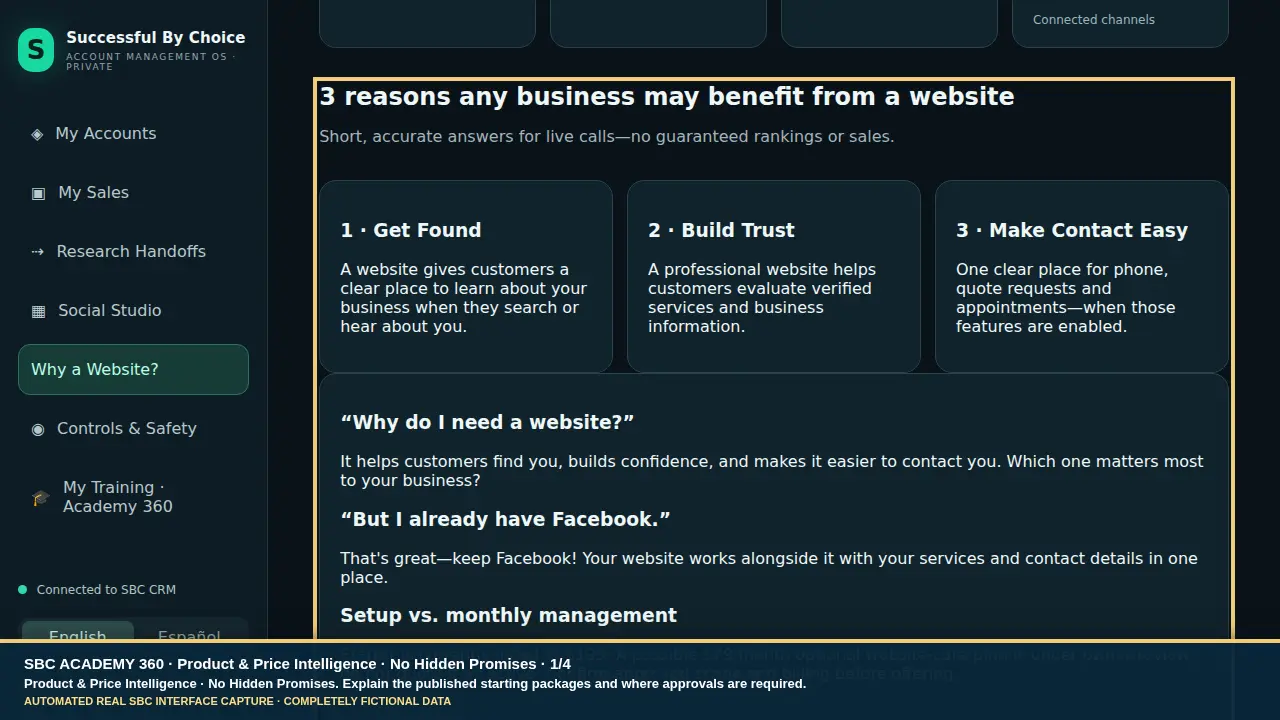 S
Successful By Choice
ACCOUNT MANAGEMENT OS ·
PRIVATE
◈ My Accounts
▣ My Sales
⇢ Research Handoffs
▦ Social Studio
Why a Website?
◉ Controls & Safety
🎓 My Training ·
Academy 360
Connected to SBC CRM
English Español
Connected channels
3 reasons any business may benefit from a website
Short, accurate answers for live calls—no guaranteed rankings or sales.
1 · Get Found
A website gives customers a
clear place to learn about your
business when they search or
hear about you.
2 · Build Trust
A professional website helps
customers evaluate verified
services and business
information.
3 · Make Contact Easy
One clear place for phone,
quote requests and
appointments—when those
features are enabled.
“Why do I need a website?”
It helps customers find you, builds confidence, and makes it easier to contact you. Which one matters most
to your business?
“But I already have Facebook.”
That's great—keep Facebook! Your website works alongside it with your services and contact details in one
place.
Setup vs. monthly management
SBC ACADEMY 360 · Product & Price Intelligence · No Hidden Promises · 1/4
Product & Price Intelligence · No Hidden Promises. Explain the published starting packages and where approvals are required.
AUTOMATED REAL SBC INTERFACE CAPTURE · COMPLETELY FICTIONAL DATA